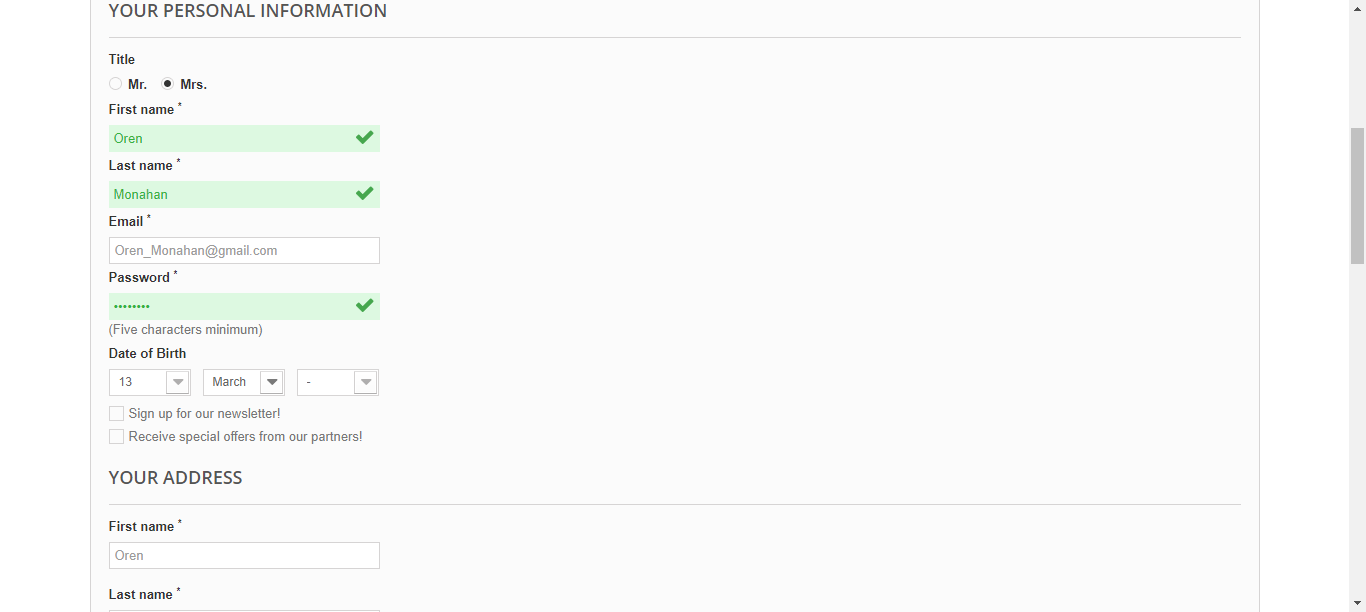 YOUR PERSONAL INFORMATION
Title
Mr. Mrs.
First name *
Oren
Last name *
Monahan
Email *
Oren_Monahan@gmail.com
Password *
••••••••
(Five characters minimum)
Date of Birth
13 March -
Sign up for our newsletter!
Receive special offers from our partners!
YOUR ADDRESS
First name *
Oren
Last name *